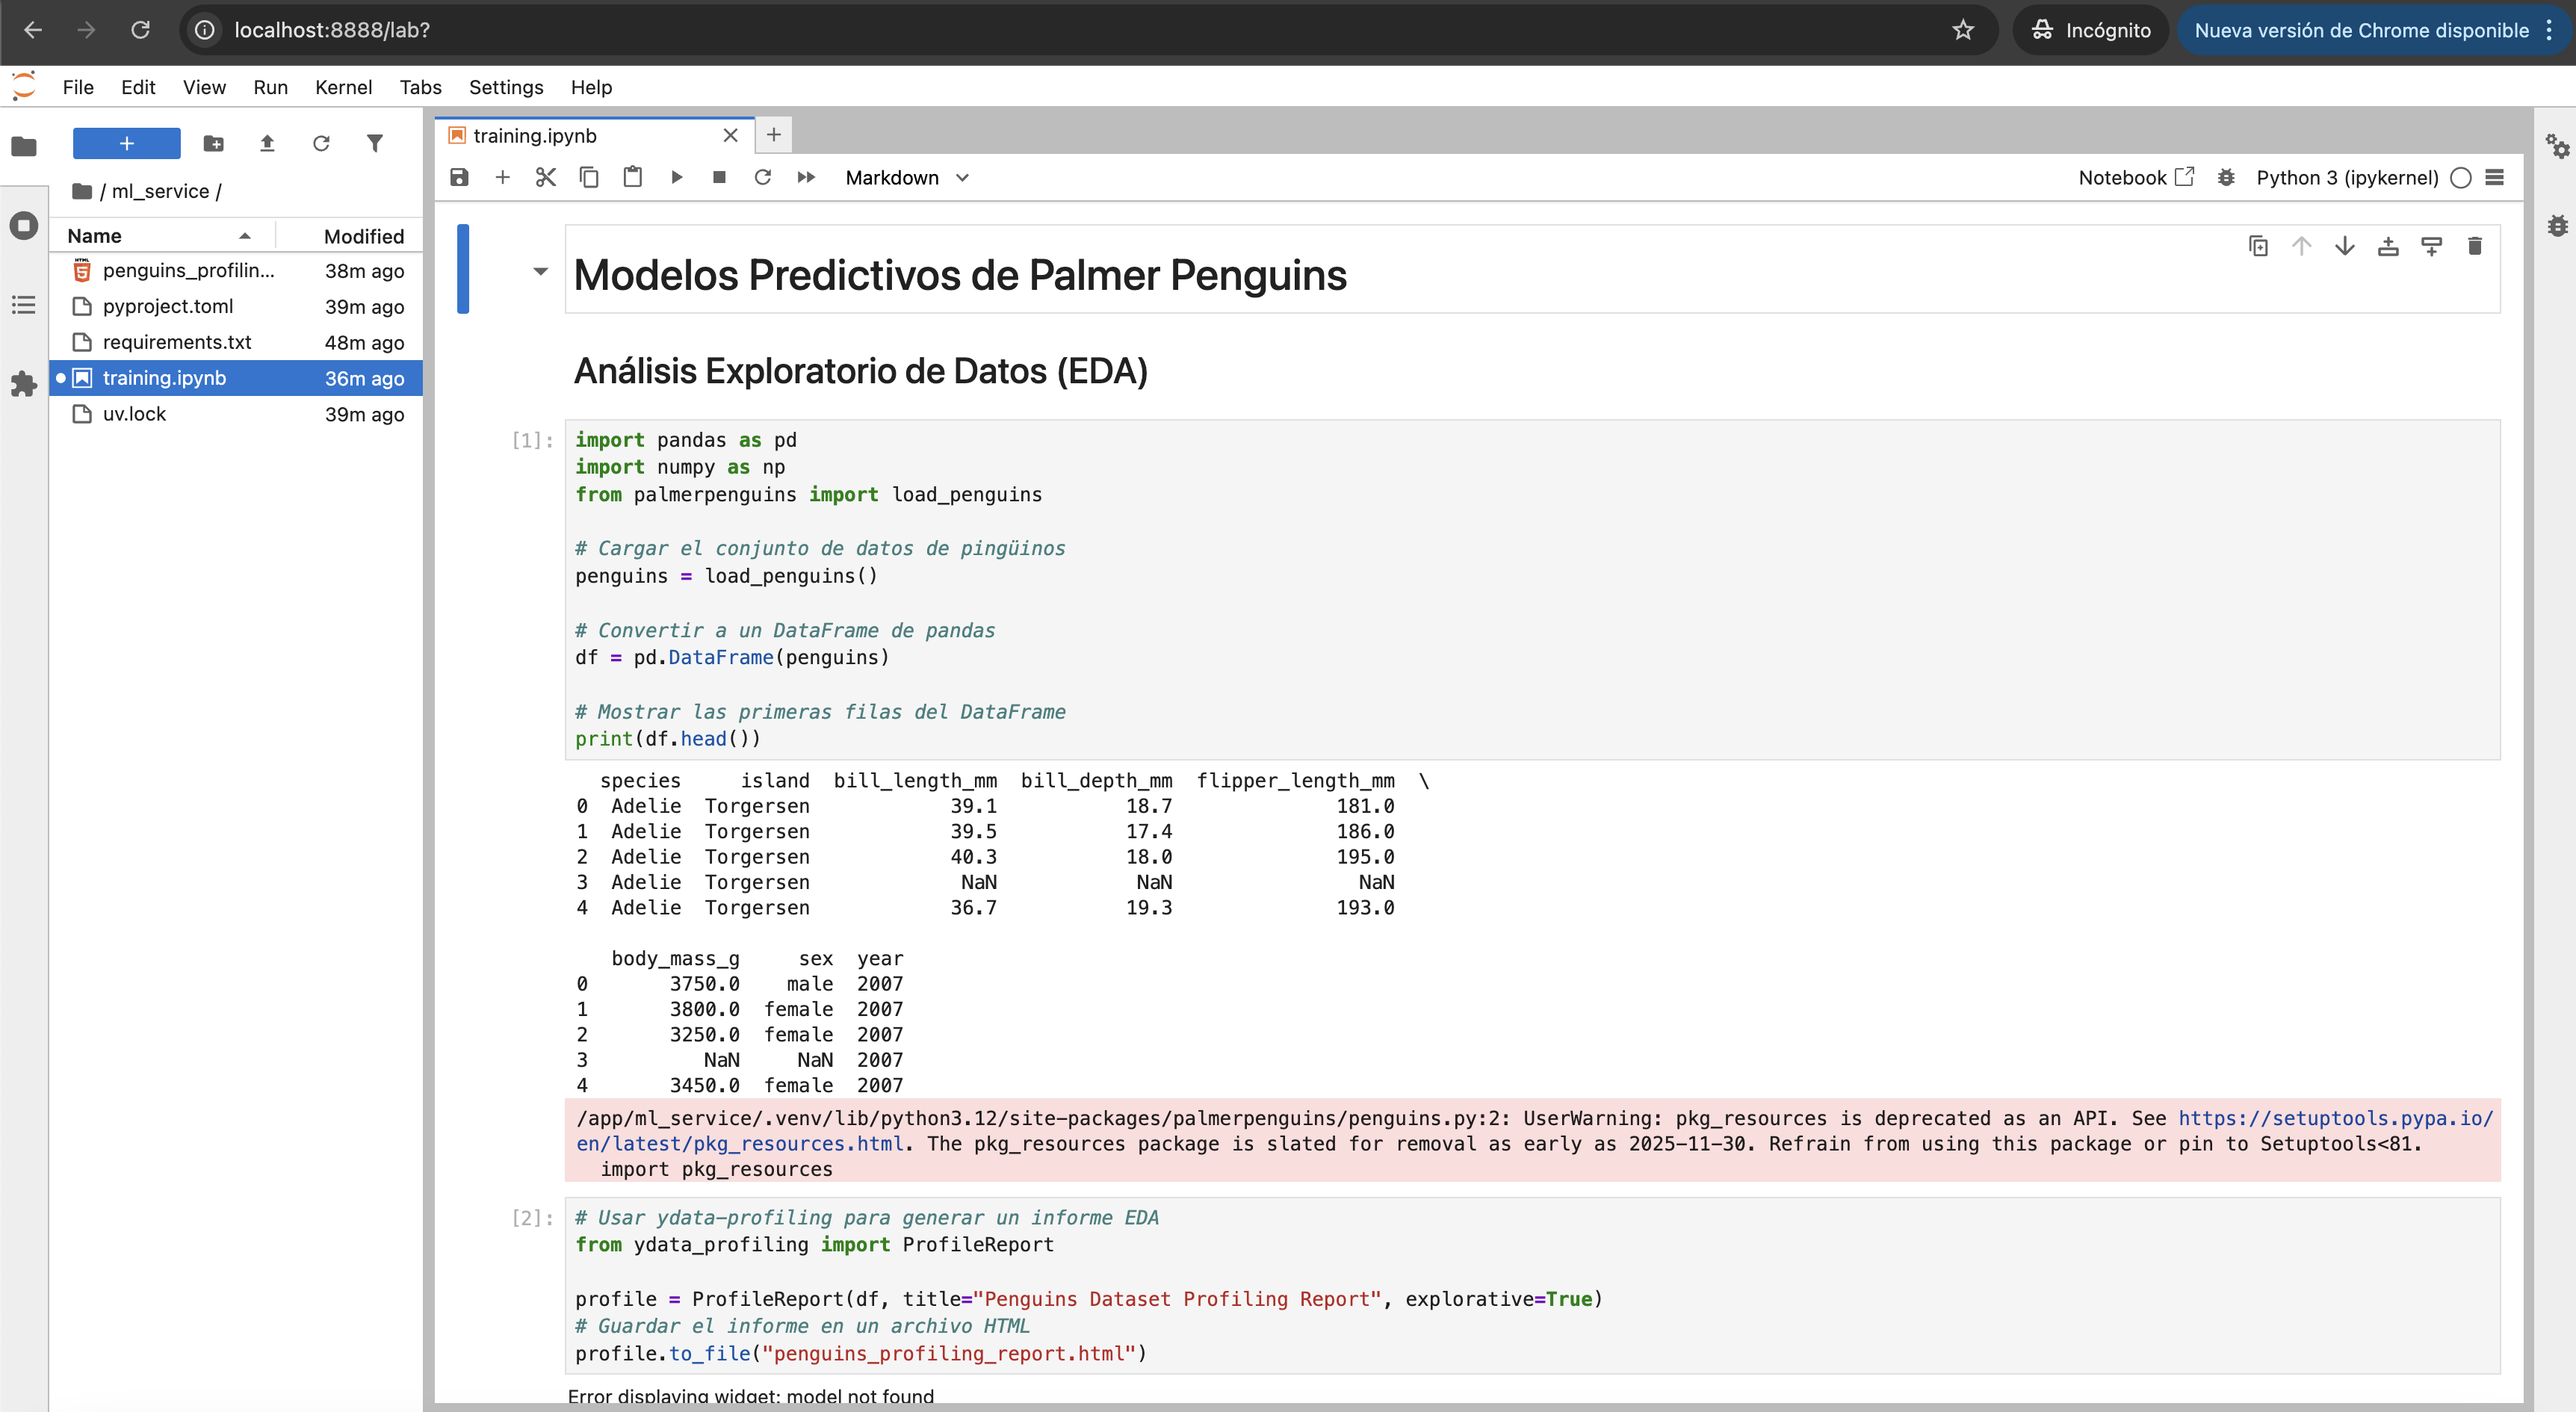 localhost:8888/lab?
Incógnito
Nueva versión de Chrome disponible
File Edit View Run Kernel Tabs Settings Help
+
/ ml_service /
Name Modified
penguins_profilin... 38m ago
pyproject.toml 39m ago
requirements.txt 48m ago
training.ipynb 36m ago
uv.lock 39m ago
training.ipynb
Markdown
Notebook
Python 3 (ipykernel)
Modelos Predictivos de Palmer Penguins
Análisis Exploratorio de Datos (EDA)
[1]:
import pandas as pd
import numpy as np
from palmerpenguins import load_penguins
# Cargar el conjunto de datos de pingüinos
penguins = load_penguins()
# Convertir a un DataFrame de pandas
df = pd.DataFrame(penguins)
# Mostrar las primeras filas del DataFrame
print(df.head())
species island bill_length_mm bill_depth_mm flipper_length_mm \
0 Adelie Torgersen 39.1 18.7 181.0
1 Adelie Torgersen 39.5 17.4 186.0
2 Adelie Torgersen 40.3 18.0 195.0
3 Adelie Torgersen NaN NaN NaN
4 Adelie Torgersen 36.7 19.3 193.0
body_mass_g sex year
0 3750.0 male 2007
1 3800.0 female 2007
2 3250.0 female 2007
3 NaN NaN 2007
4 3450.0 female 2007
/app/ml_service/.venv/lib/python3.12/site-packages/palmerpenguins/penguins.py:2: UserWarning: pkg_resources is deprecated as an API. See https://setuptools.pypa.io/
en/latest/pkg_resources.html. The pkg_resources package is slated for removal as early as 2025-11-30. Refrain from using this package or pin to Setuptools<81.
import pkg_resources
[2]:
# Usar ydata-profiling para generar un informe EDA
from ydata_profiling import ProfileReport
profile = ProfileReport(df, title="Penguins Dataset Profiling Report", explorative=True)
# Guardar el informe en un archivo HTML
profile.to_file("penguins_profiling_report.html")
Error displaying widget: model not found